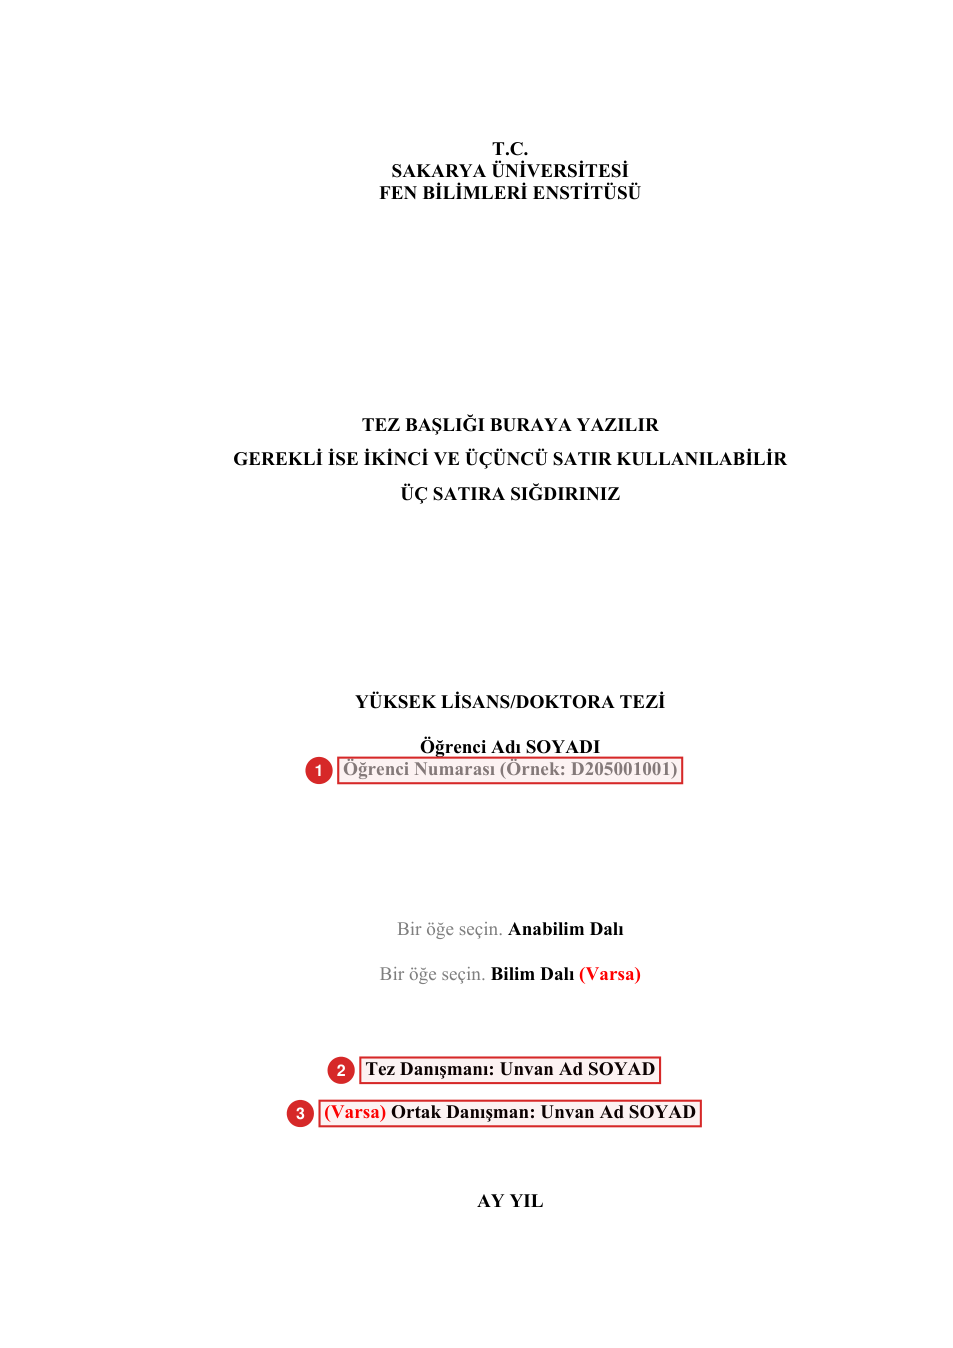 T.C.
SAKARYA ÜNİVERSİTESİ
FEN BİLİMLERİ ENSTİTÜSÜ
TEZ BAŞLIĞI BURAYA YAZILIR
GEREKLİ İSE İKİNCİ VE ÜÇÜNCÜ SATIR KULLANILABİLİR
ÜÇ SATIRA SIĞDIRINIZ
YÜKSEK LİSANS/DOKTORA TEZİ
Öğrenci Adı SOYADI
1 Öğrenci Numarası (Örnek: D205001001)
Bir öğe seçin. Anabilim Dalı
Bir öğe seçin. Bilim Dalı (Varsa)
2 Tez Danışmanı: Unvan Ad SOYAD
3 (Varsa) Ortak Danışman: Unvan Ad SOYAD
AY YIL